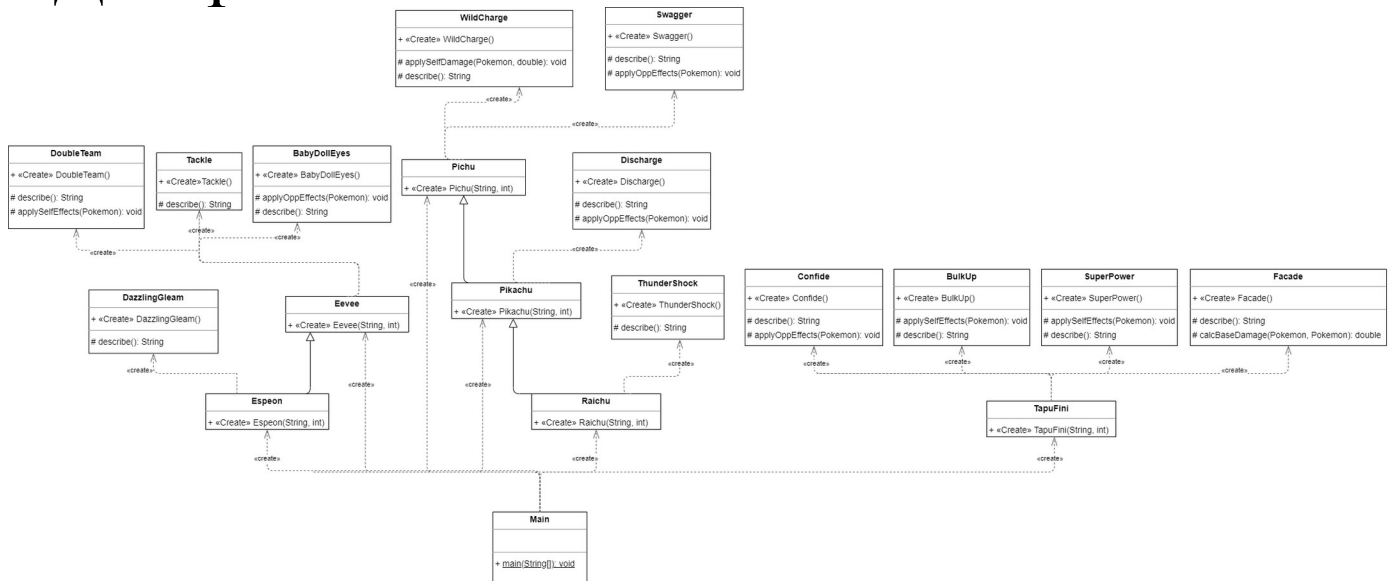 WildCharge
+ «Create» WildCharge()
# applySelfDamage(Pokemon, double): void
# describe(): String
Swagger
+ «Create» Swagger()
# describe(): String
# applyOppEffects(Pokemon): void
«create»
«create»
DoubleTeam
+ «Create» DoubleTeam()
# describe(): String
# applySelfEffects(Pokemon): void
Tackle
+ «Create»Tackle()
# describe(): String
BabyDollEyes
+ «Create» BabyDollEyes()
# applyOppEffects(Pokemon): void
# describe(): String
Pichu
+ «Create» Pichu(String, int)
Discharge
+ «Create» Discharge()
# describe(): String
# applyOppEffects(Pokemon): void
«create»
«create»
«create»
«create»
DazzlingGleam
+ «Create» DazzlingGleam()
# describe(): String
Eevee
+ «Create» Eevee(String, int)
Pikachu
+ «Create» Pikachu(String, int)
ThunderShock
+ «Create» ThunderShock()
# describe(): String
Confide
+ «Create» Confide()
# describe(): String
# applyOppEffects(Pokemon): void
BulkUp
+ «Create» BulkUp()
# applySelfEffects(Pokemon): void
# describe(): String
SuperPower
+ «Create» SuperPower()
# applySelfEffects(Pokemon): void
# describe(): String
Facade
+ «Create» Facade()
# describe(): String
# calcBaseDamage(Pokemon, Pokemon): double
«create»
«create»
«create»
«create»
«create»
«create»
«create»
«create»
«create»
Espeon
+ «Create» Espeon(String, int)
Raichu
+ «Create» Raichu(String, int)
TapuFini
+ «Create» TapuFini(String, int)
«create»
«create»
«create»
Main
+ main(String[]): void